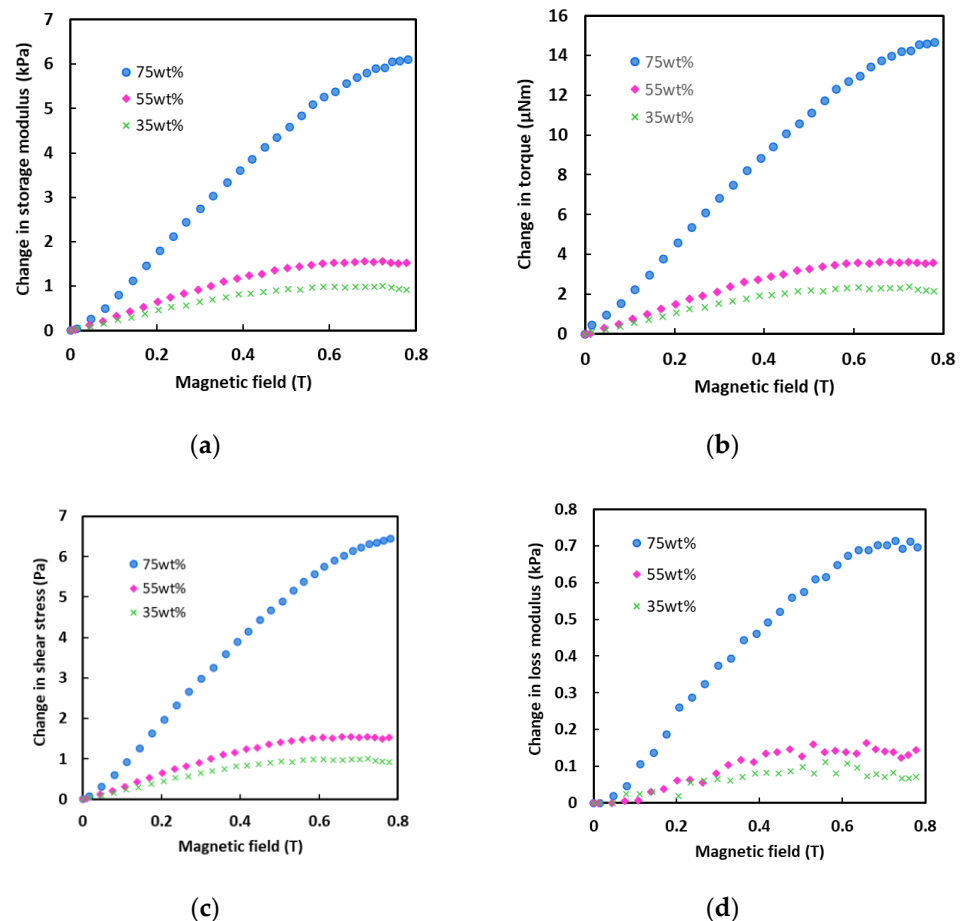 Change in storage modulus (kPa)
7
6
5
4
3
2
1
0
75wt%
55wt%
35wt%
0 0.2 0.4 0.6 0.8
Magnetic field (T)
(a)
Change in torque (µNm)
16
14
12
10
8
6
4
2
0
75wt%
55wt%
35wt%
0 0.2 0.4 0.6 0.8
Magnetic field (T)
(b)
Change in shear stress (Pa)
7
6
5
4
3
2
1
0
75wt%
55wt%
35wt%
0 0.2 0.4 0.6 0.8
Magnetic field (T)
(c)
Change in loss modulus (kPa)
0.8
0.7
0.6
0.5
0.4
0.3
0.2
0.1
0
75wt%
55wt%
35wt%
0 0.2 0.4 0.6 0.8
Magnetic field (T)
(d)